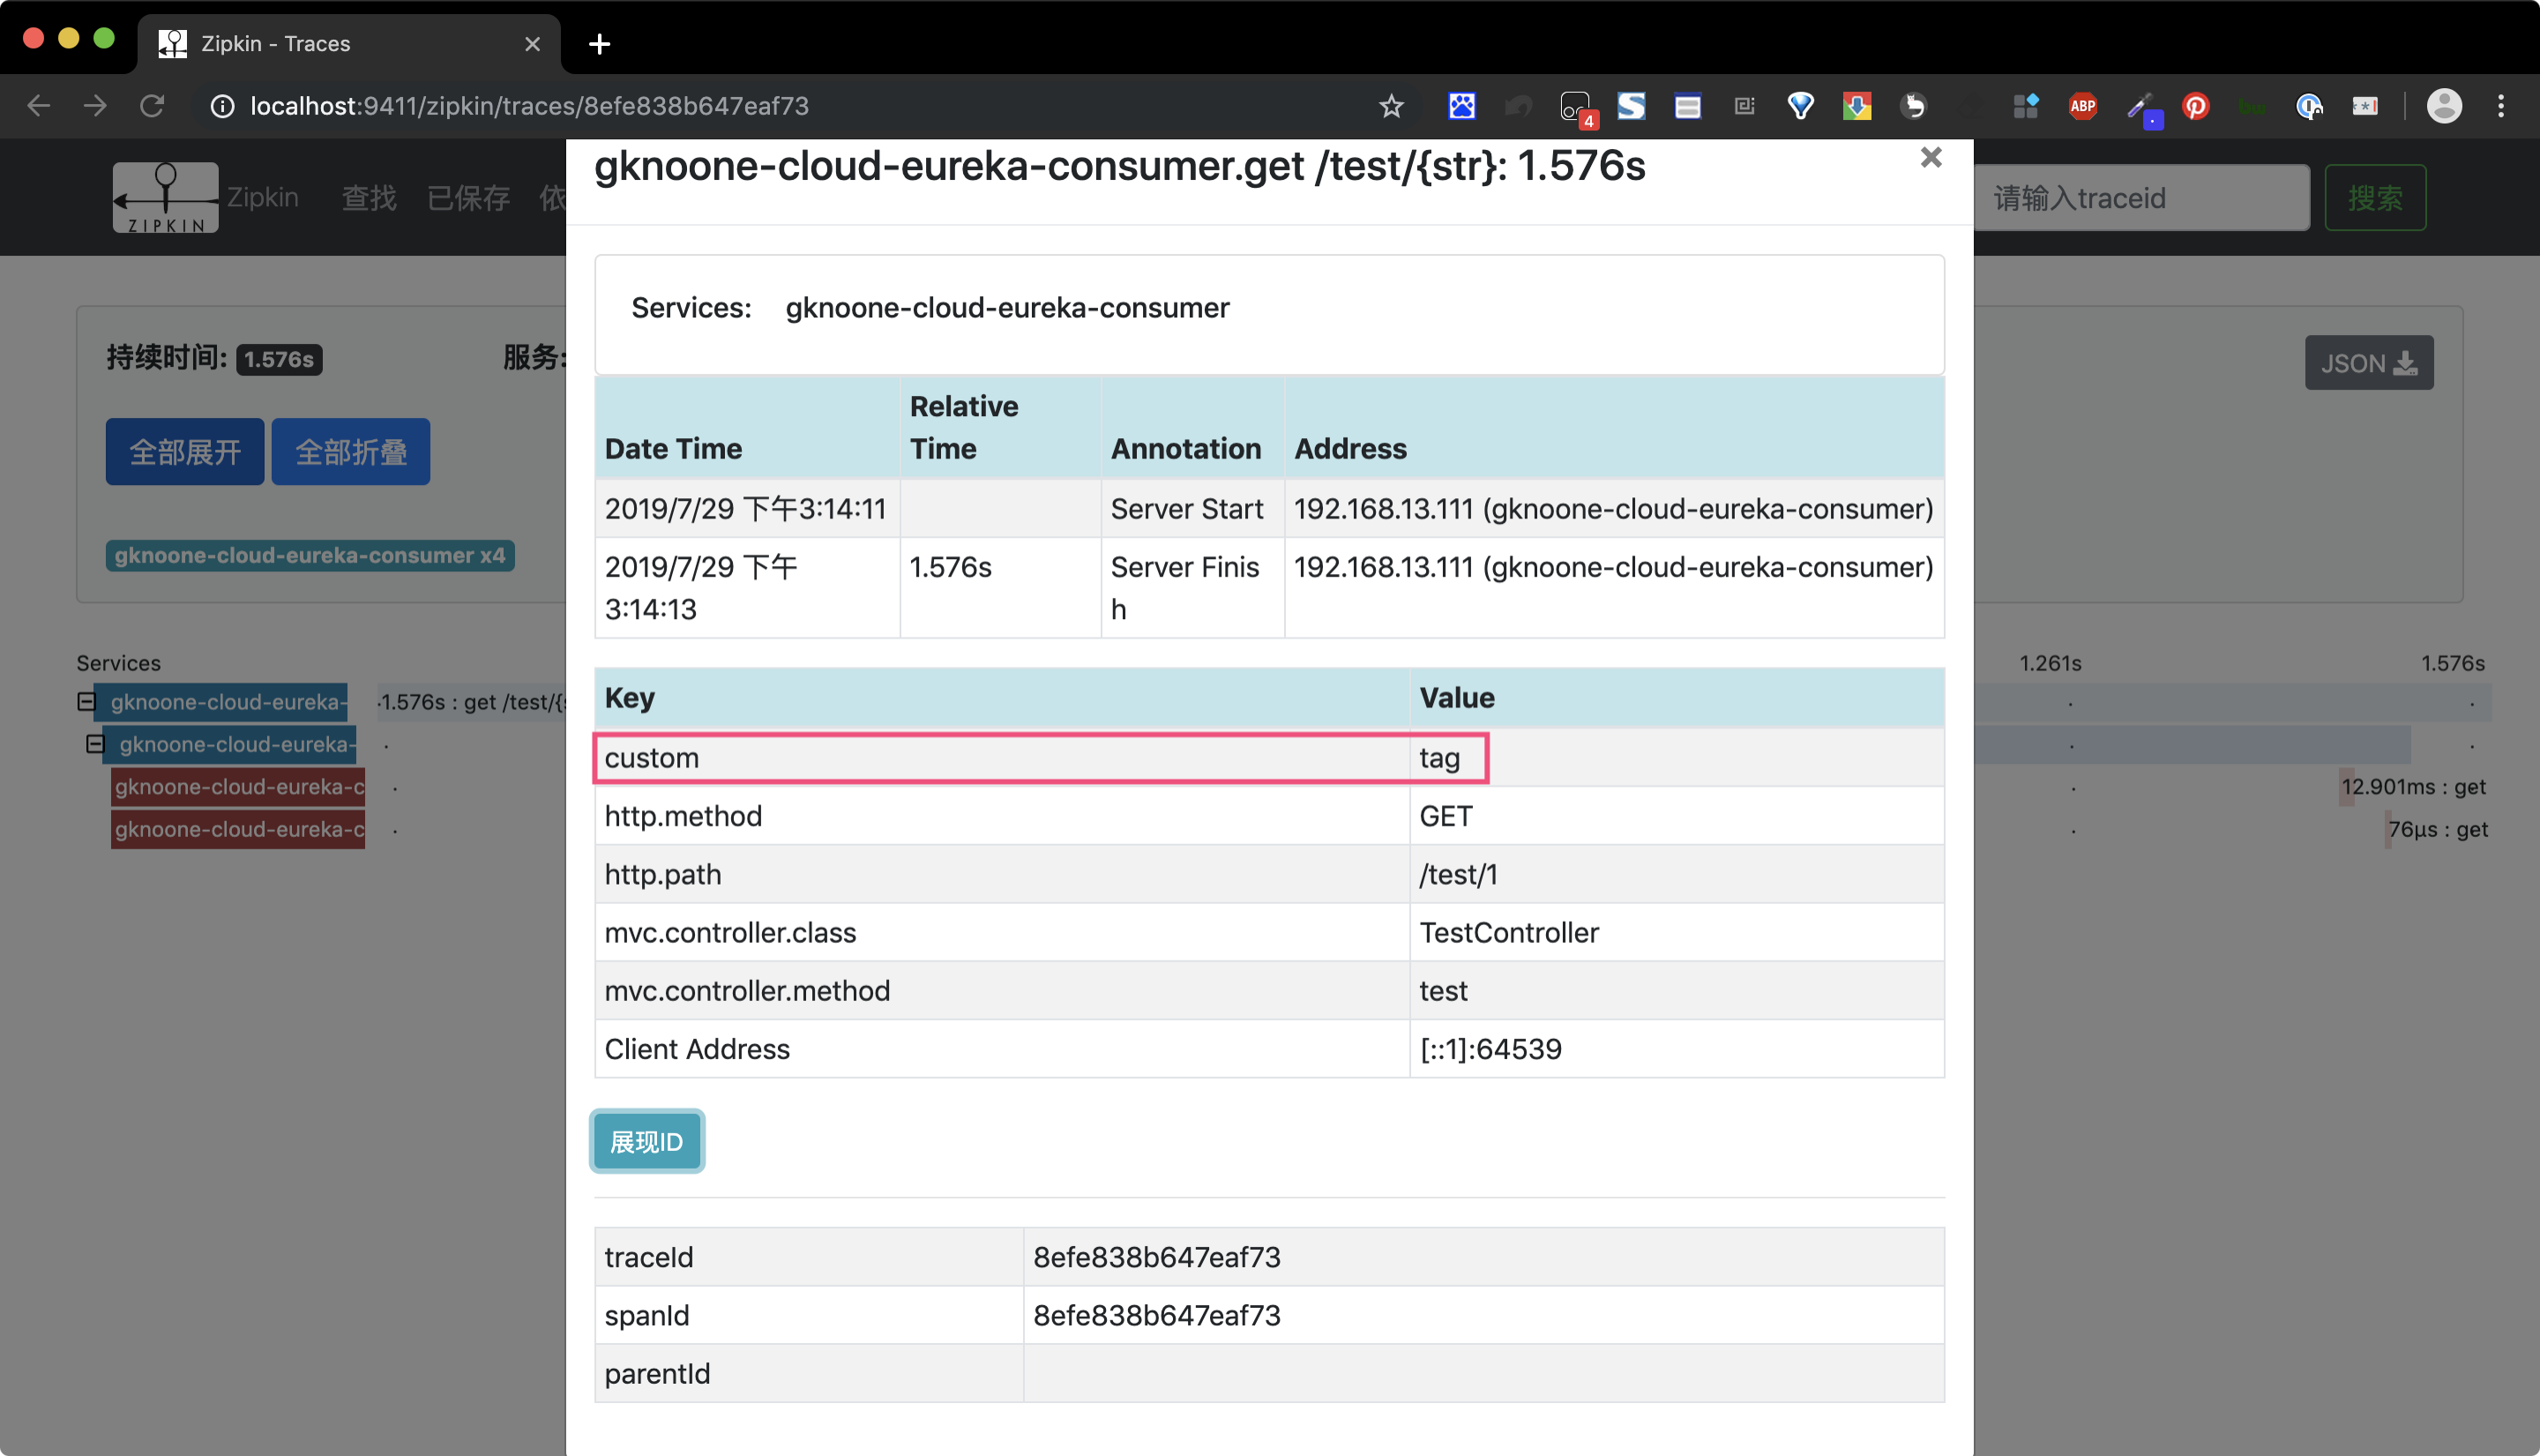 Zipkin - Traces
localhost:9411/zipkin/traces/8efe838b647eaf73
4
ABP
ZIPKIN
Zipkin 查找 已保存 依
请输入traceid
搜索
gknoone-cloud-eureka-consumer.get /test/{str}: 1.576s
持续时间: 1.576s 服务:
JSON
全部展开 全部折叠
gknoone-cloud-eureka-consumer x4
Services: gknoone-cloud-eureka-consumer
Date Time Relative Time Annotation Address
2019/7/29 下午3:14:11 Server Start 192.168.13.111 (gknoone-cloud-eureka-consumer)
2019/7/29 下午 1.576s Server Finis 192.168.13.111 (gknoone-cloud-eureka-consumer)
3:14:13 h
Services 1.261s 1.576s
gknoone-cloud-eureka- ·1.576s : get /test/{
gknoone-cloud-eureka-
gknoone-cloud-eureka-c 12.901ms : get
gknoone-cloud-eureka-c 76μs : get
Key Value
custom tag
http.method GET
http.path /test/1
mvc.controller.class TestController
mvc.controller.method test
Client Address [::1]:64539
展现ID
traceId 8efe838b647eaf73
spanId 8efe838b647eaf73
parentId